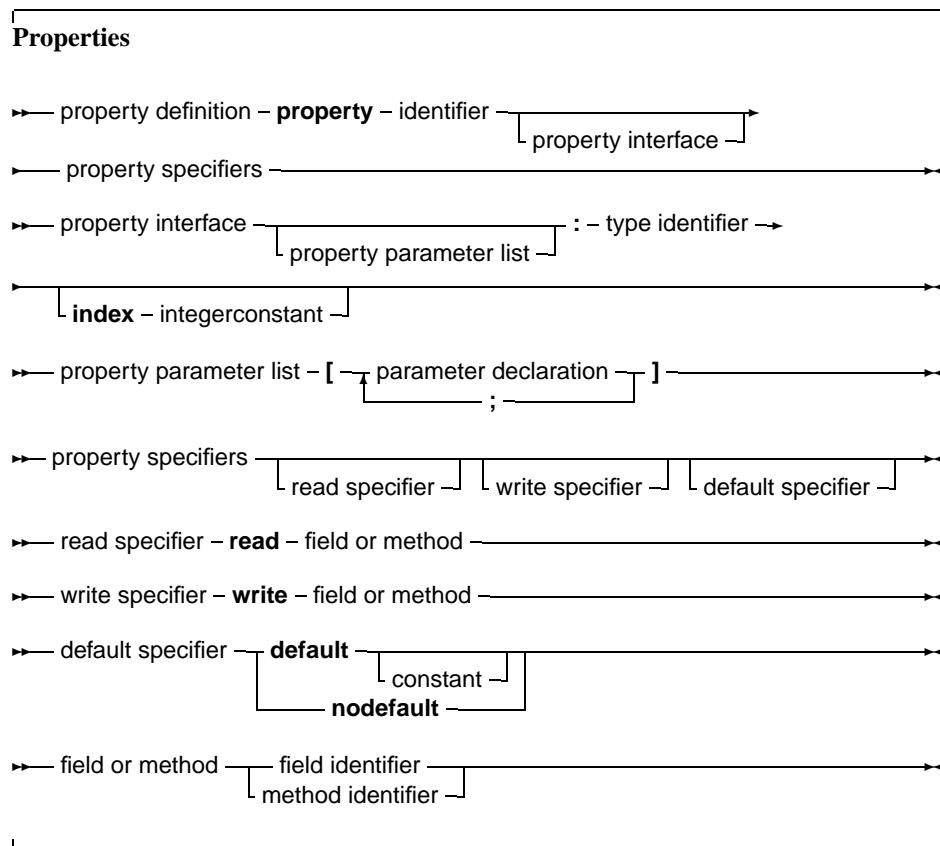 Properties
property definition – property – identifier
property interface
property specifiers
property interface : – type identifier
property parameter list
index – integerconstant
property parameter list – [ parameter declaration ]
;
property specifiers
read specifier write specifier default specifier
read specifier – read – field or method
write specifier – write – field or method
default specifier default
constant
nodefault
field or method field identifier
method identifier